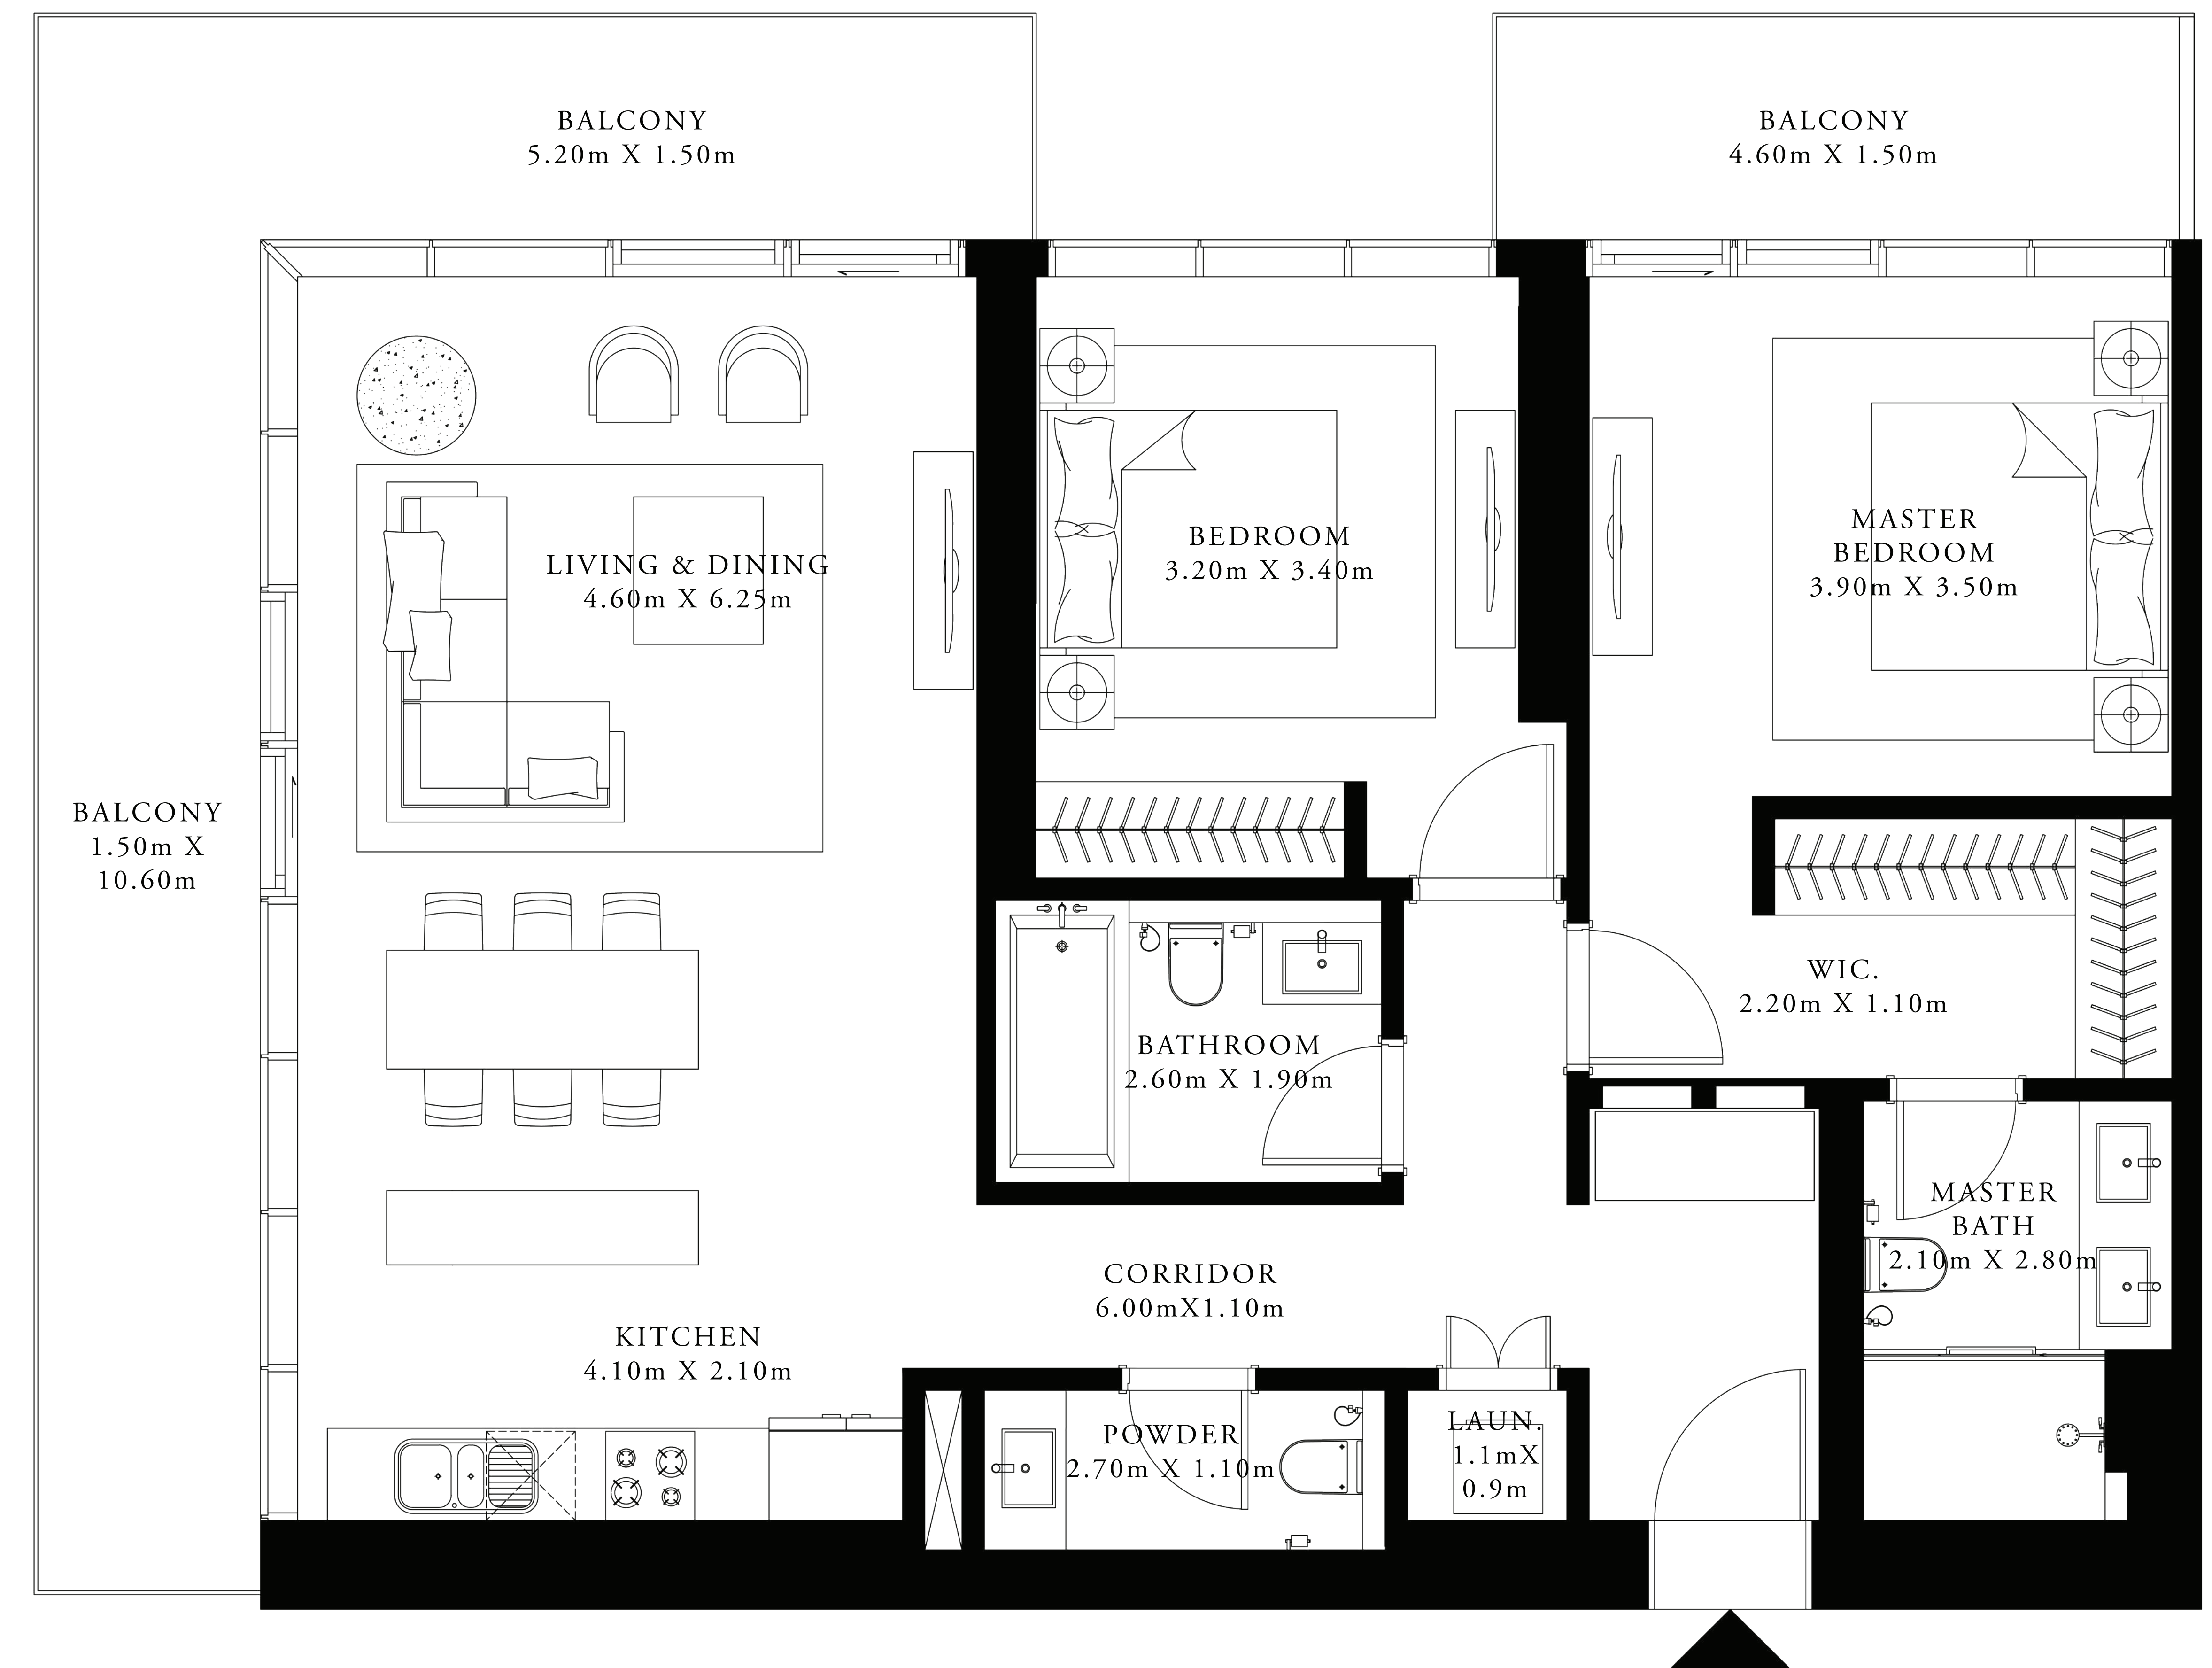 BALCONY
5.20m X 1.50m
BALCONY
4.60m X 1.50m
LIVING & DINING
4.60m X 6.25m
BEDROOM
3.20m X 3.40m
MASTER
BEDROOM
3.90m X 3.50m
BALCONY
1.50m X
10.60m
WIC.
2.20m X 1.10m
BATHROOM
2.60m X 1.90m
MASTER
BATH
2.10m X 2.80m
CORRIDOR
6.00mX1.10m
KITCHEN
4.10m X 2.10m
POWDER
2.70m X 1.10m
LAUN.
1.1mX
0.9m